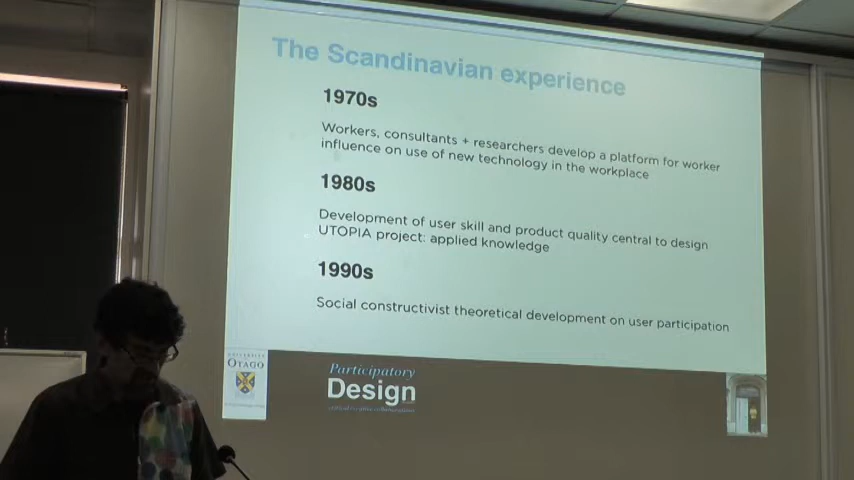 The Scandinavian experience
1970s
Workers, consultants + researchers develop a platform for worker
influence on use of new technology in the workplace
1980s
Development of user skill and product quality central to design
UTOPIA project: applied knowledge
1990s
Social constructivist theoretical development on user participation
UNIVERSITY
OTAGO
Participatory
Design